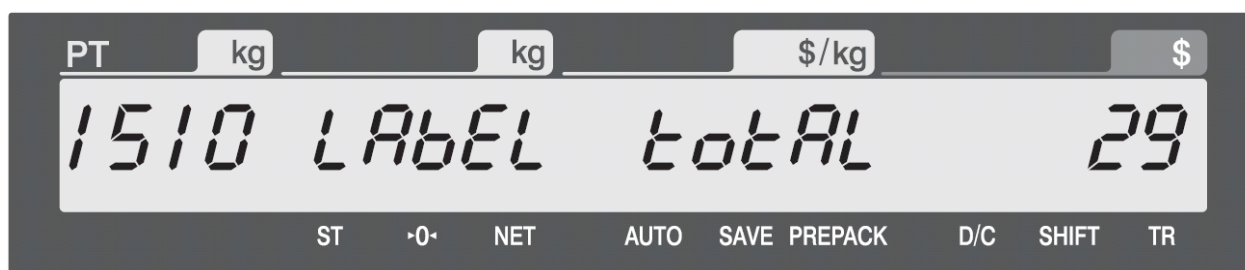 PT kg kg $/kg $
1510 LAbEL totAL 29
ST ▸0◂ NET AUTO SAVE PREPACK D/C SHIFT TR